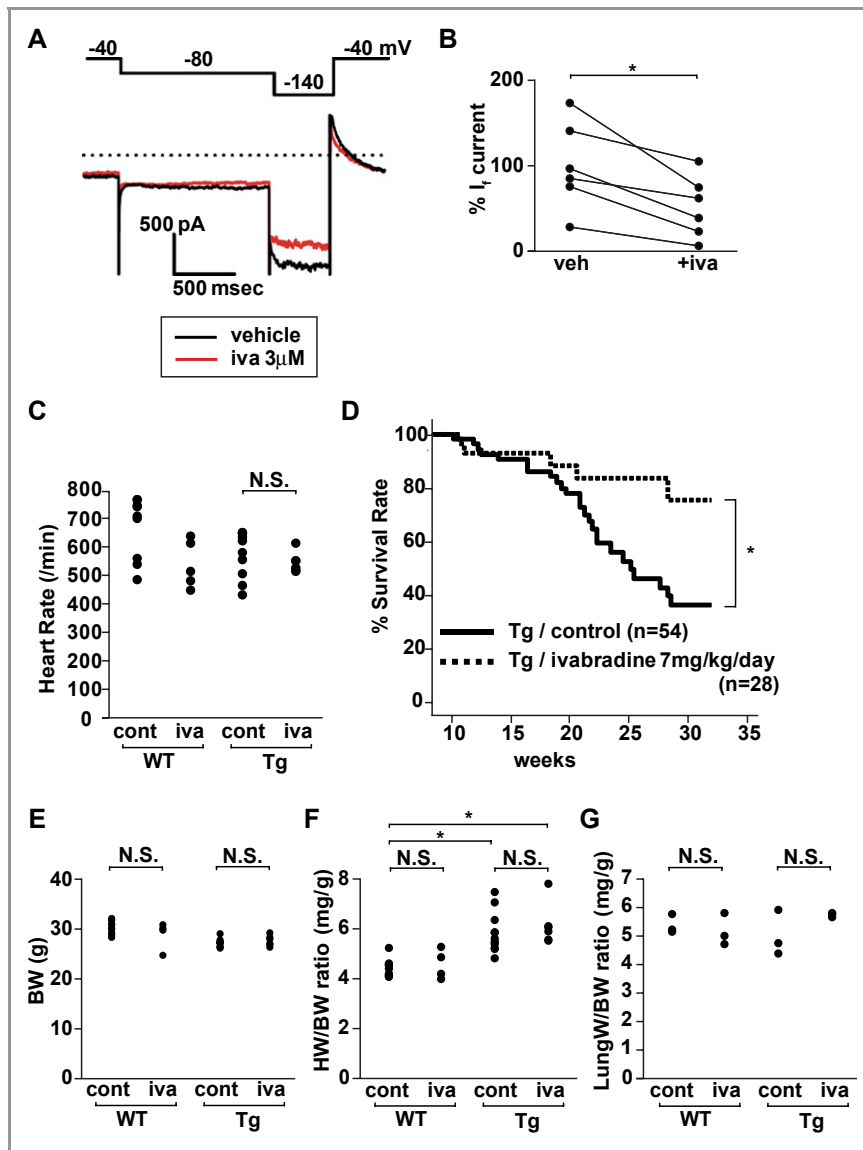 A
-40
-80
-140
-40 mV
500 pA
500 msec
vehicle
iva 3μM
B
*
200
100
0
% If current
veh
+iva
C
N.S.
800
700
600
500
400
300
200
100
0
Heart Rate (/min)
cont iva cont iva
WT Tg
D
100
80
60
40
20
0
% Survival Rate
*
Tg / control (n=54)
Tg / ivabradine 7mg/kg/day
(n=28)
10 15 20 25 30 35
weeks
E
N.S. N.S.
40
30
20
10
0
BW (g)
cont iva cont iva
WT Tg
F
*
*
N.S. N.S.
8
6
4
2
0
HW/BW ratio (mg/g)
cont iva cont iva
WT Tg
G
N.S. N.S.
7
6
5
4
3
2
1
0
LungW/BW ratio (mg/g)
cont iva cont iva
WT Tg